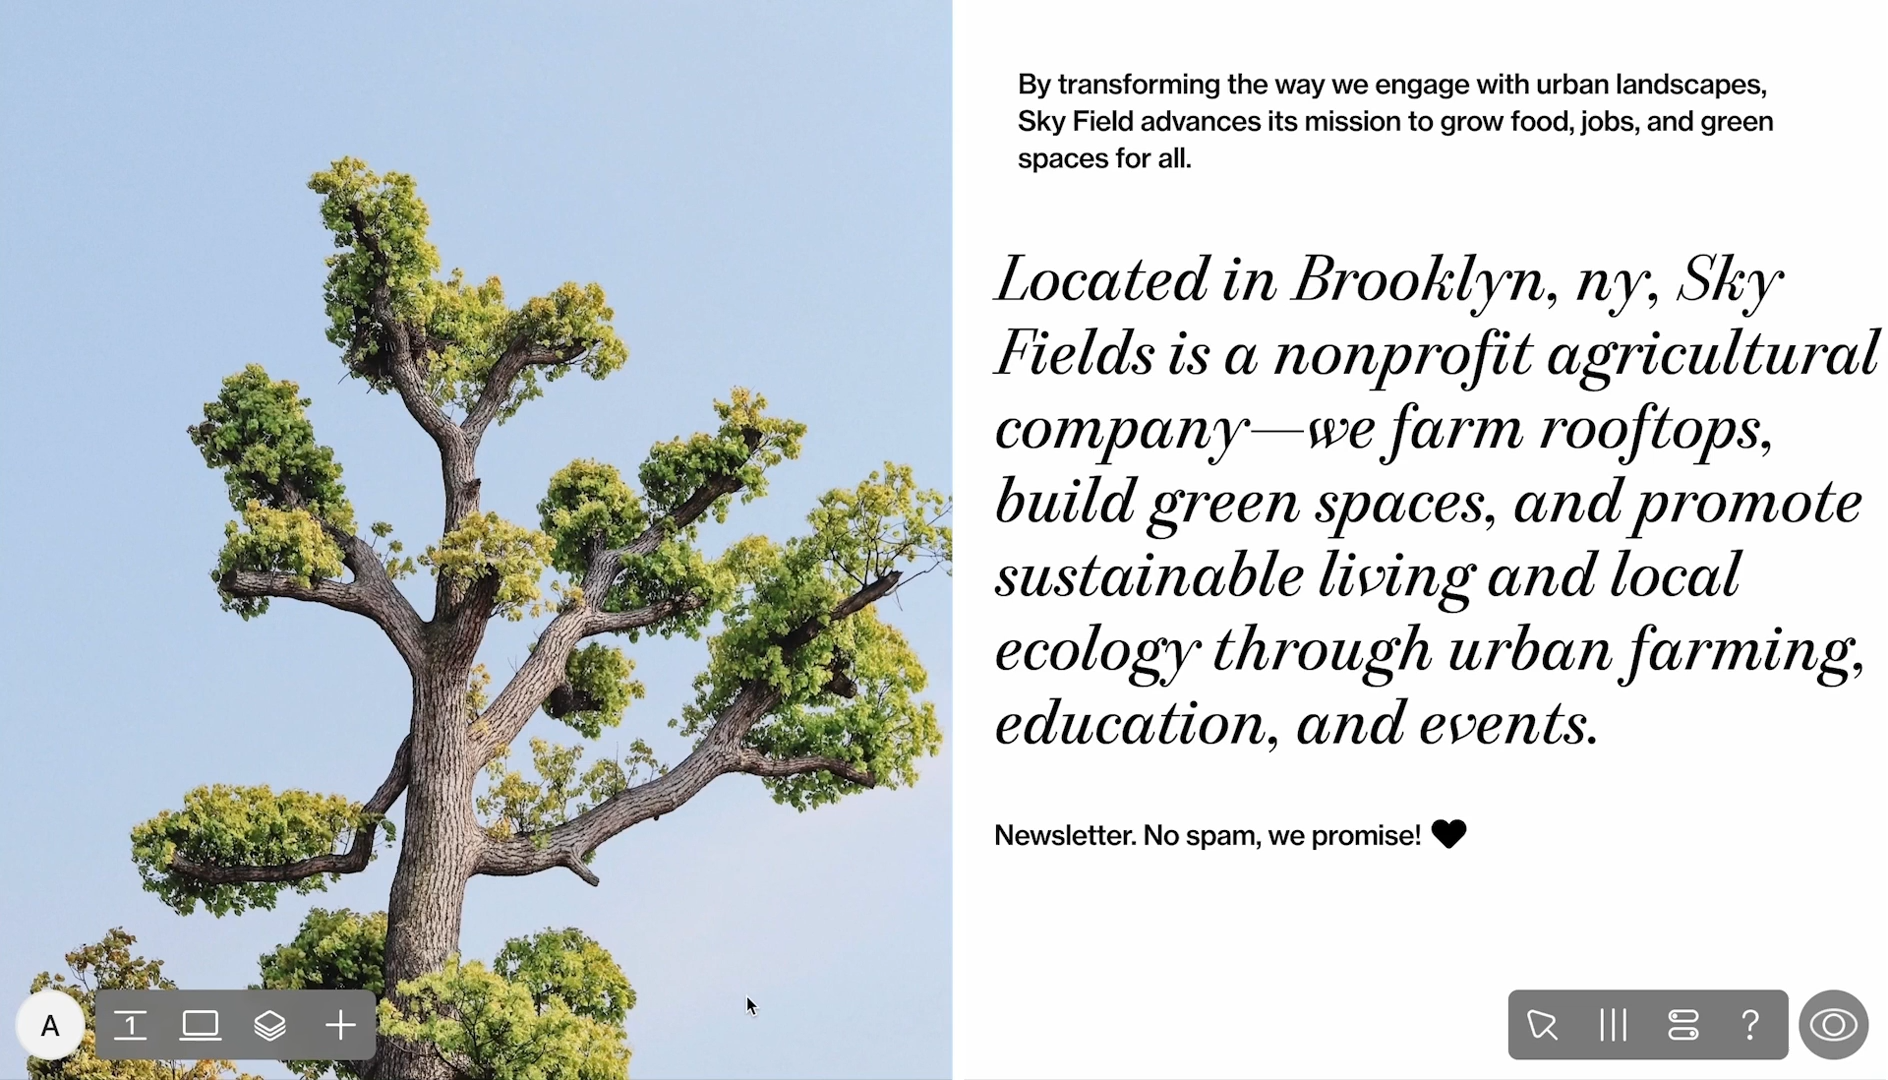 By transforming the way we engage with urban landscapes,
Sky Field advances its mission to grow food, jobs, and green
spaces for all.
Located in Brooklyn, ny, Sky
Fields is a nonprofit agricultural
company—we farm rooftops,
build green spaces, and promote
sustainable living and local
ecology through urban farming,
education, and events.
Newsletter. No spam, we promise! ♥
A
1
?